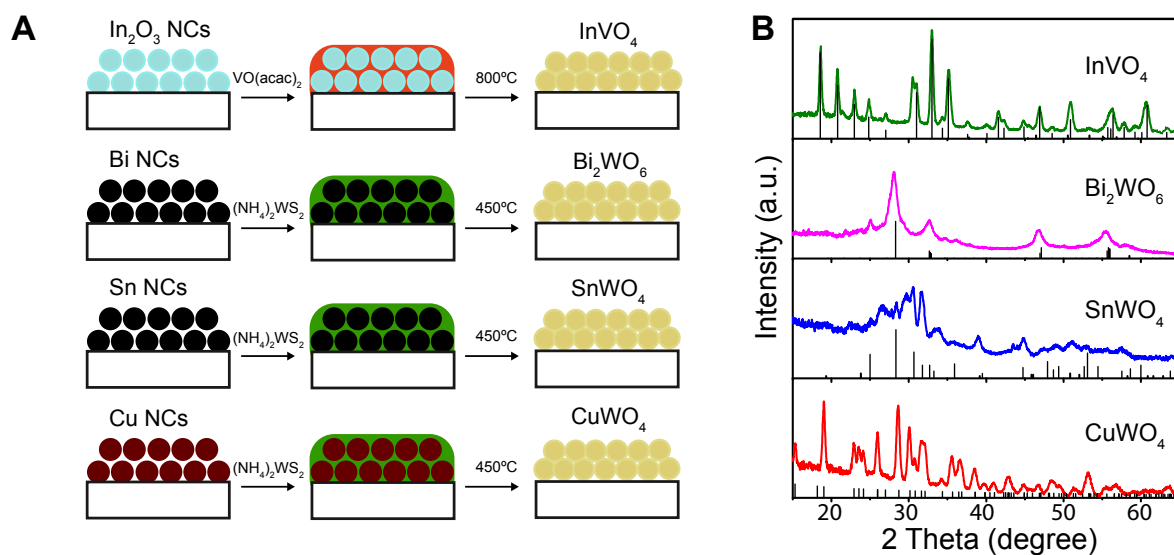 A
In₂O₃ NCs
VO(acac)₂
800ºC
InVO₄
Bi NCs
(NH₄)₂WS₂
450ºC
Bi₂WO₆
Sn NCs
(NH₄)₂WS₂
450ºC
SnWO₄
Cu NCs
(NH₄)₂WS₂
450ºC
CuWO₄
B
Intensity (a.u.)
InVO₄
Bi₂WO₆
SnWO₄
CuWO₄
20 30 40 50 60
2 Theta (degree)